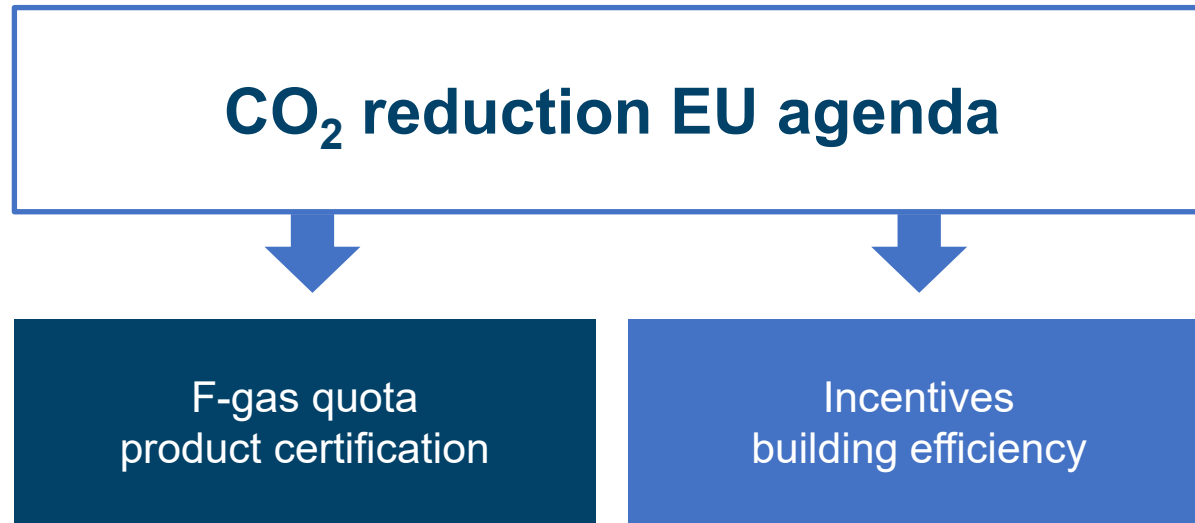 CO₂ reduction EU agenda
F-gas quota
product certification
Incentives
building efficiency